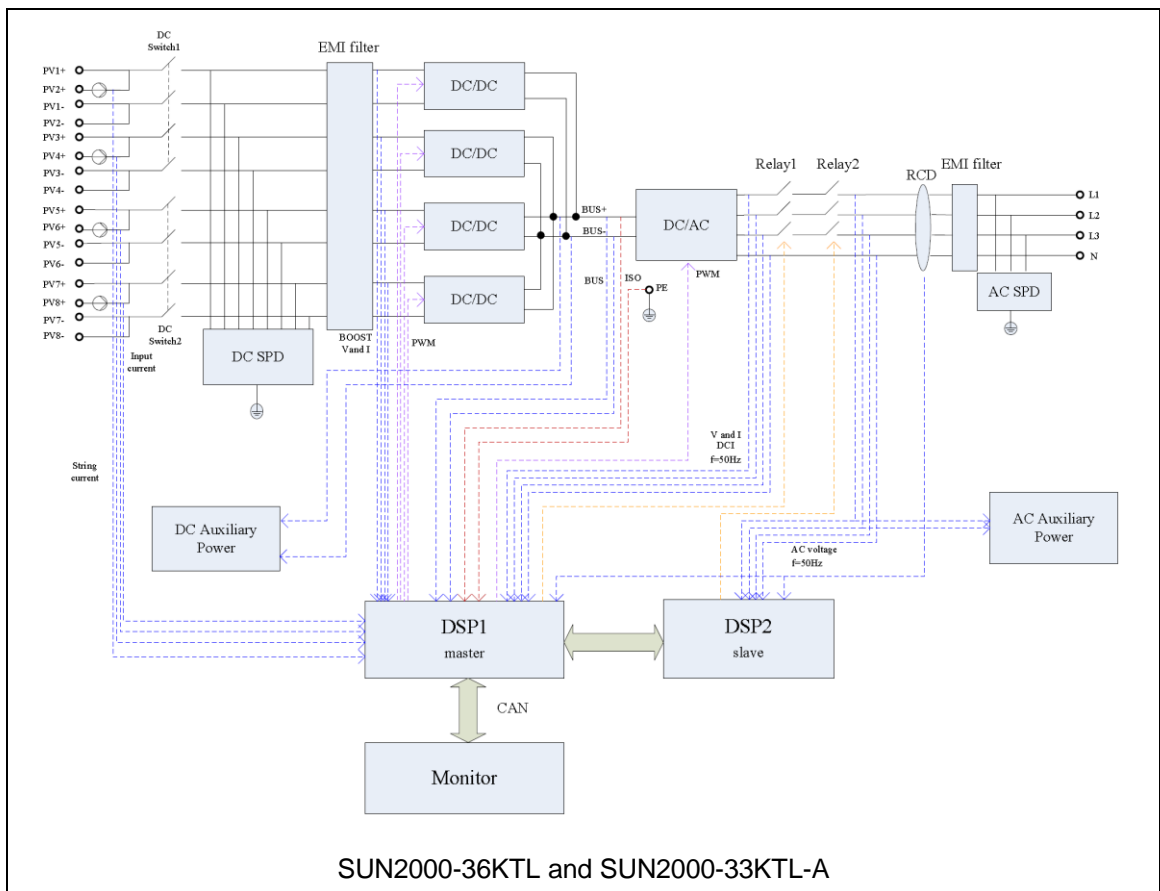 DC
Switch1
EMI filter
PV1+
PV2+
PV1-
PV2-
PV3+
PV4+
PV3-
PV4-
PV5+
PV6+
PV5-
PV6-
PV7+
PV8+
PV7-
PV8-
DC/DC
DC/DC
DC/DC
DC/DC
Input
current
DC
Switch2
DC SPD
BOOST
Vand I
PWM
BUS+
BUS-
BUS
ISO
PE
DC/AC
PWM
Relay1
Relay2
RCD
EMI filter
L1
L2
L3
N
AC SPD
String
current
V and I
DCI
f=50Hz
DC Auxiliary
Power
AC voltage
f=50Hz
AC Auxiliary
Power
DSP1
master
DSP2
slave
CAN
Monitor
SUN2000-36KTL and SUN2000-33KTL-A